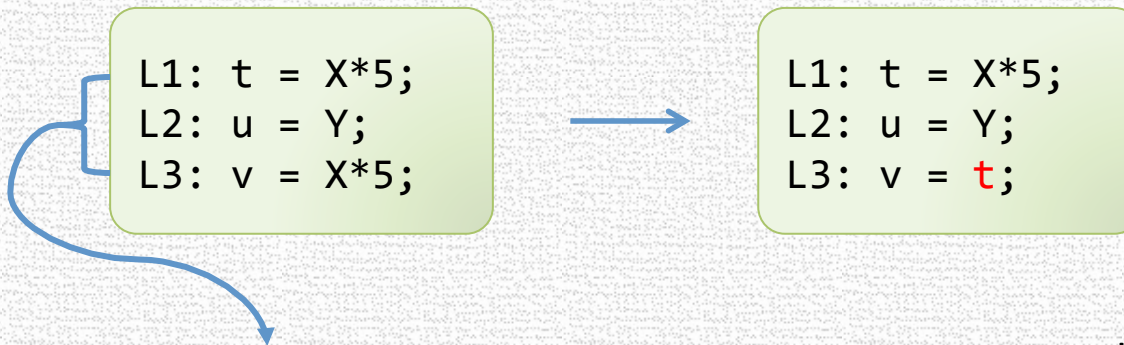 L1: t = X*5;
L2: u = Y;
L3: v = X*5;
L1: t = X*5;
L2: u = Y;
L3: v = t;